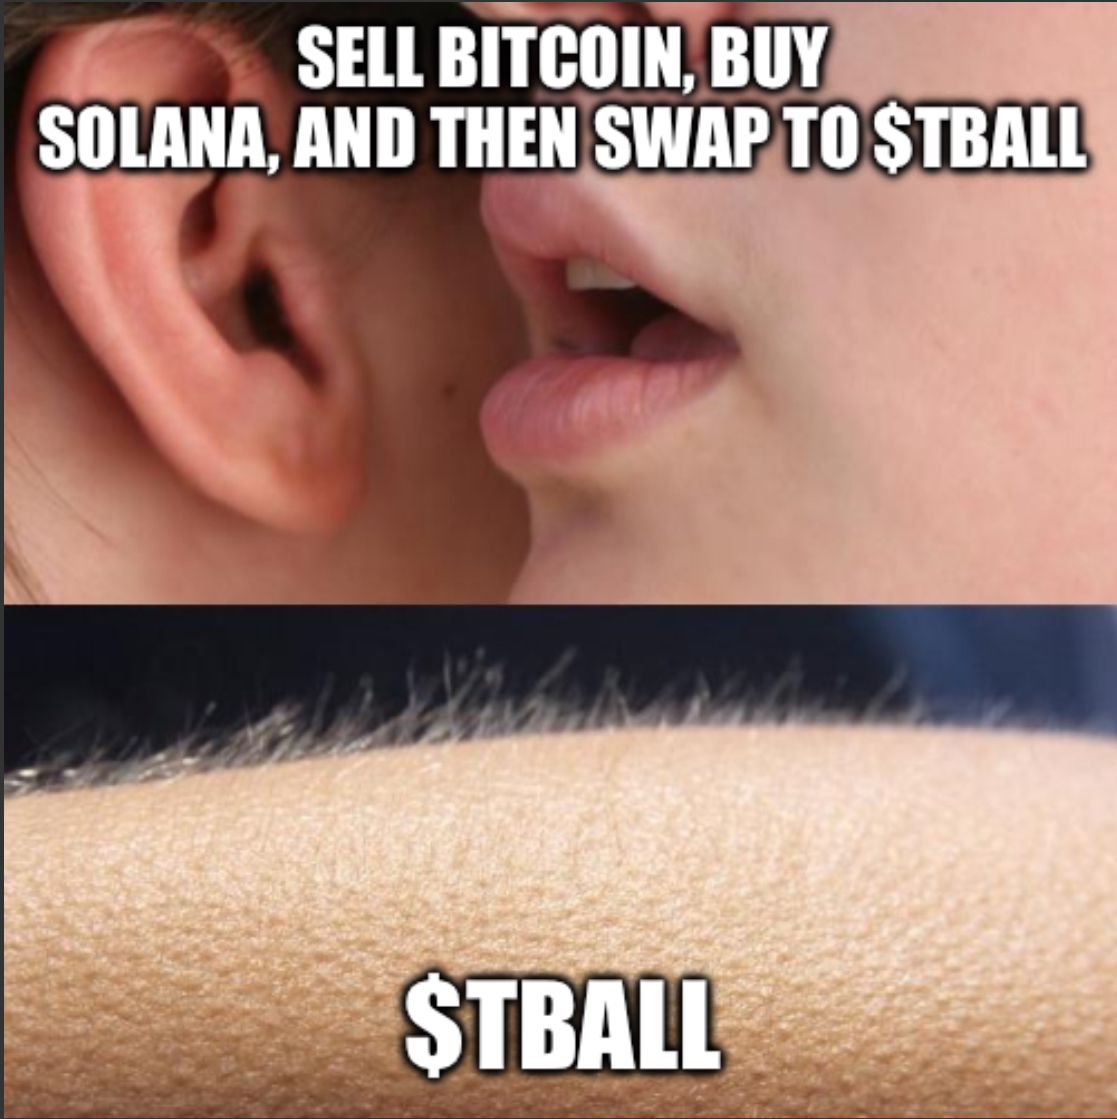 SELL BITCOIN, BUY
SOLANA, AND THEN SWAP TO $TBALL
$TBALL